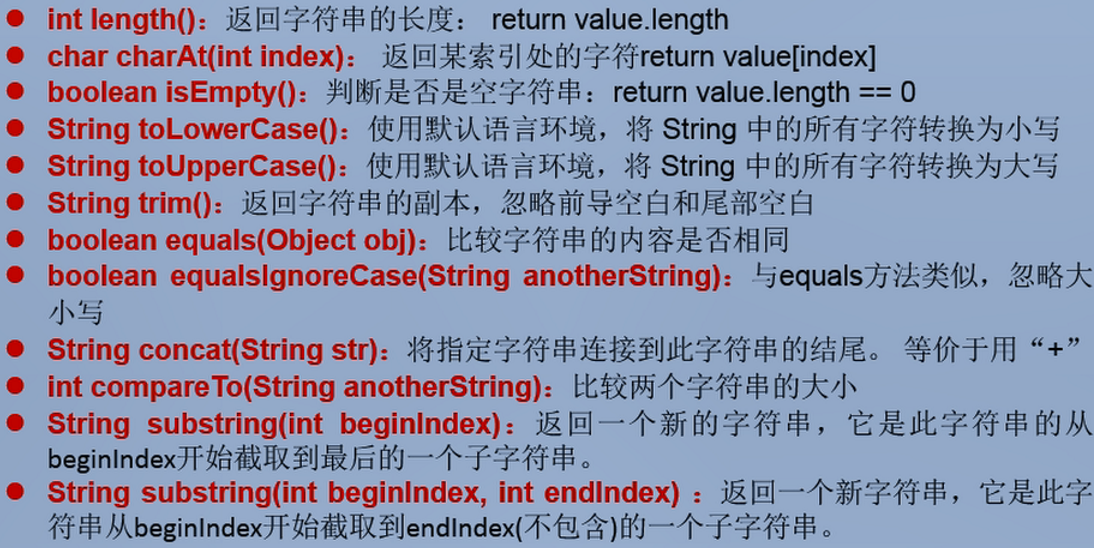 ● int length()：返回字符串的长度： return value.length
● char charAt(int index)： 返回某索引处的字符return value[index]
● boolean isEmpty()：判断是否是空字符串：return value.length == 0
● String toLowerCase()：使用默认语言环境，将 String 中的所有字符转换为小写
● String toUpperCase()：使用默认语言环境，将 String 中的所有字符转换为大写
● String trim()：返回字符串的副本，忽略前导空白和尾部空白
● boolean equals(Object obj)：比较字符串的内容是否相同
● boolean equalsIgnoreCase(String anotherString)：与equals方法类似，忽略大
小写
● String concat(String str)：将指定字符串连接到此字符串的结尾。 等价于用“+”
● int compareTo(String anotherString)：比较两个字符串的大小
● String substring(int beginIndex)：返回一个新的字符串，它是此字符串的从
beginIndex开始截取到最后的一个子字符串。
● String substring(int beginIndex, int endIndex) ：返回一个新字符串，它是此字
符串从beginIndex开始截取到endIndex(不包含)的一个子字符串。